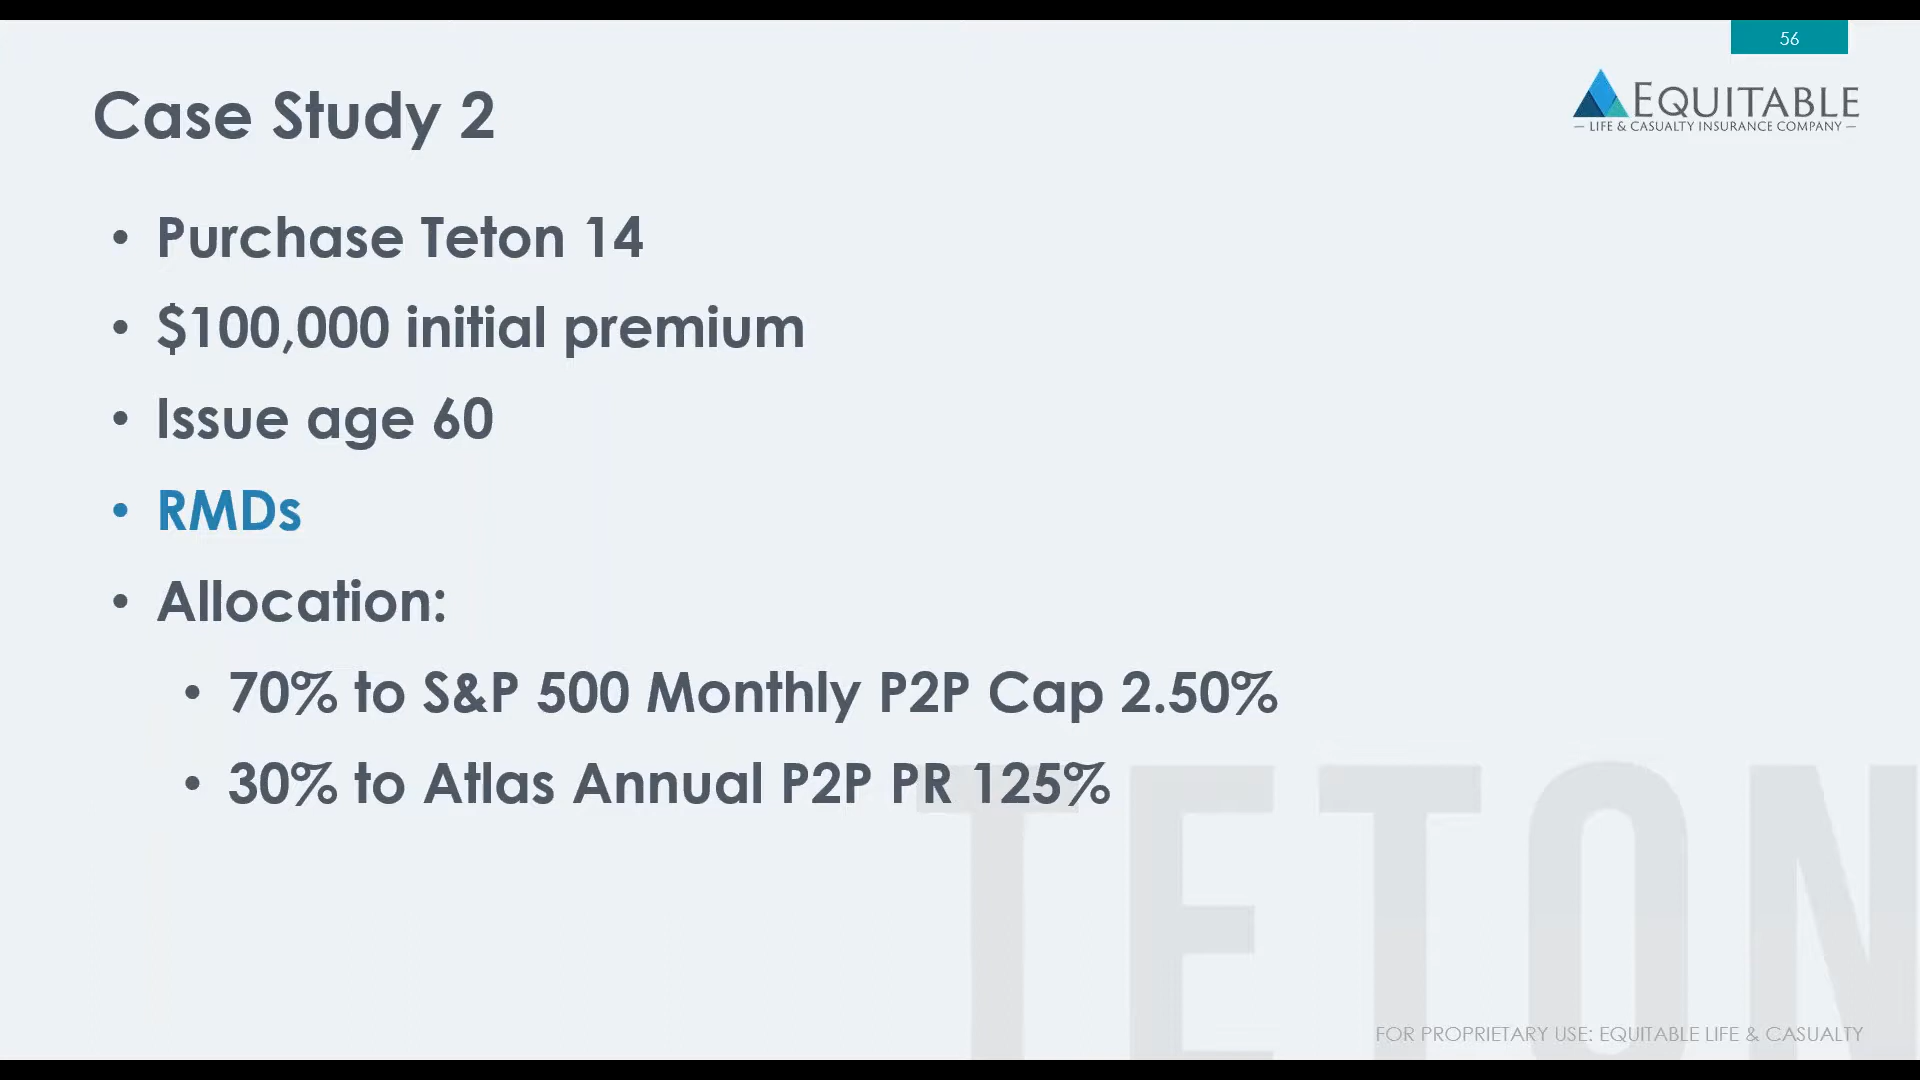 56
EQUITABLE
— LIFE & CASUALTY INSURANCE COMPANY —
Case Study 2
• Purchase Teton 14
• $100,000 initial premium
• Issue age 60
• RMDs
• Allocation:
• 70% to S&P 500 Monthly P2P Cap 2.50%
• 30% to Atlas Annual P2P PR 125%
TETON
FOR PROPRIETARY USE: EQUITABLE LIFE & CASUALTY